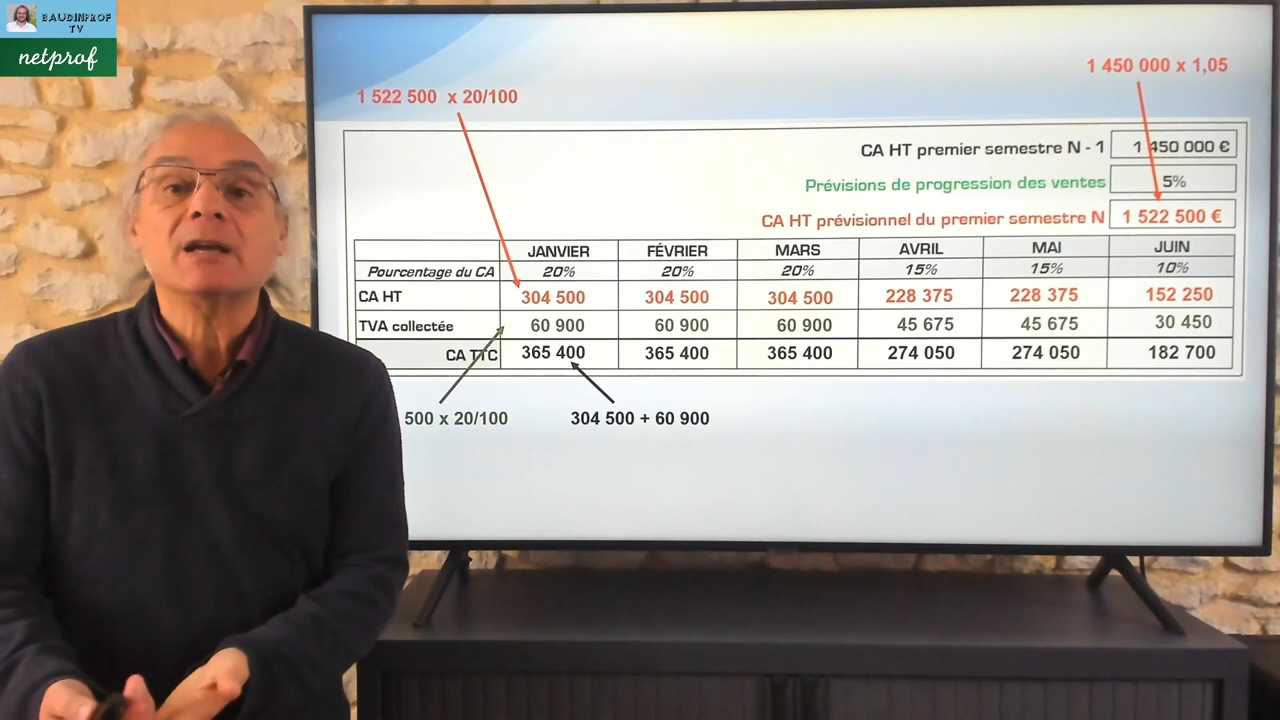 BAUDINPROF
TV
netprof
1 450 000 x 1,05
1 522 500 x 20/100
CA HT premier semestre N - 1 1 450 000 €
Prévisions de progression des ventes 5%
CA HT prévisionnel du premier semestre N 1 522 500 €
JANVIER FÉVRIER MARS AVRIL MAI JUIN
Pourcentage du CA 20% 20% 20% 15% 15% 10%
CA HT 304 500 304 500 304 500 228 375 228 375 152 250
TVA collectée 60 900 60 900 60 900 45 675 45 675 30 450
CA TTC 365 400 365 400 365 400 274 050 274 050 182 700
500 x 20/100 304 500 + 60 900